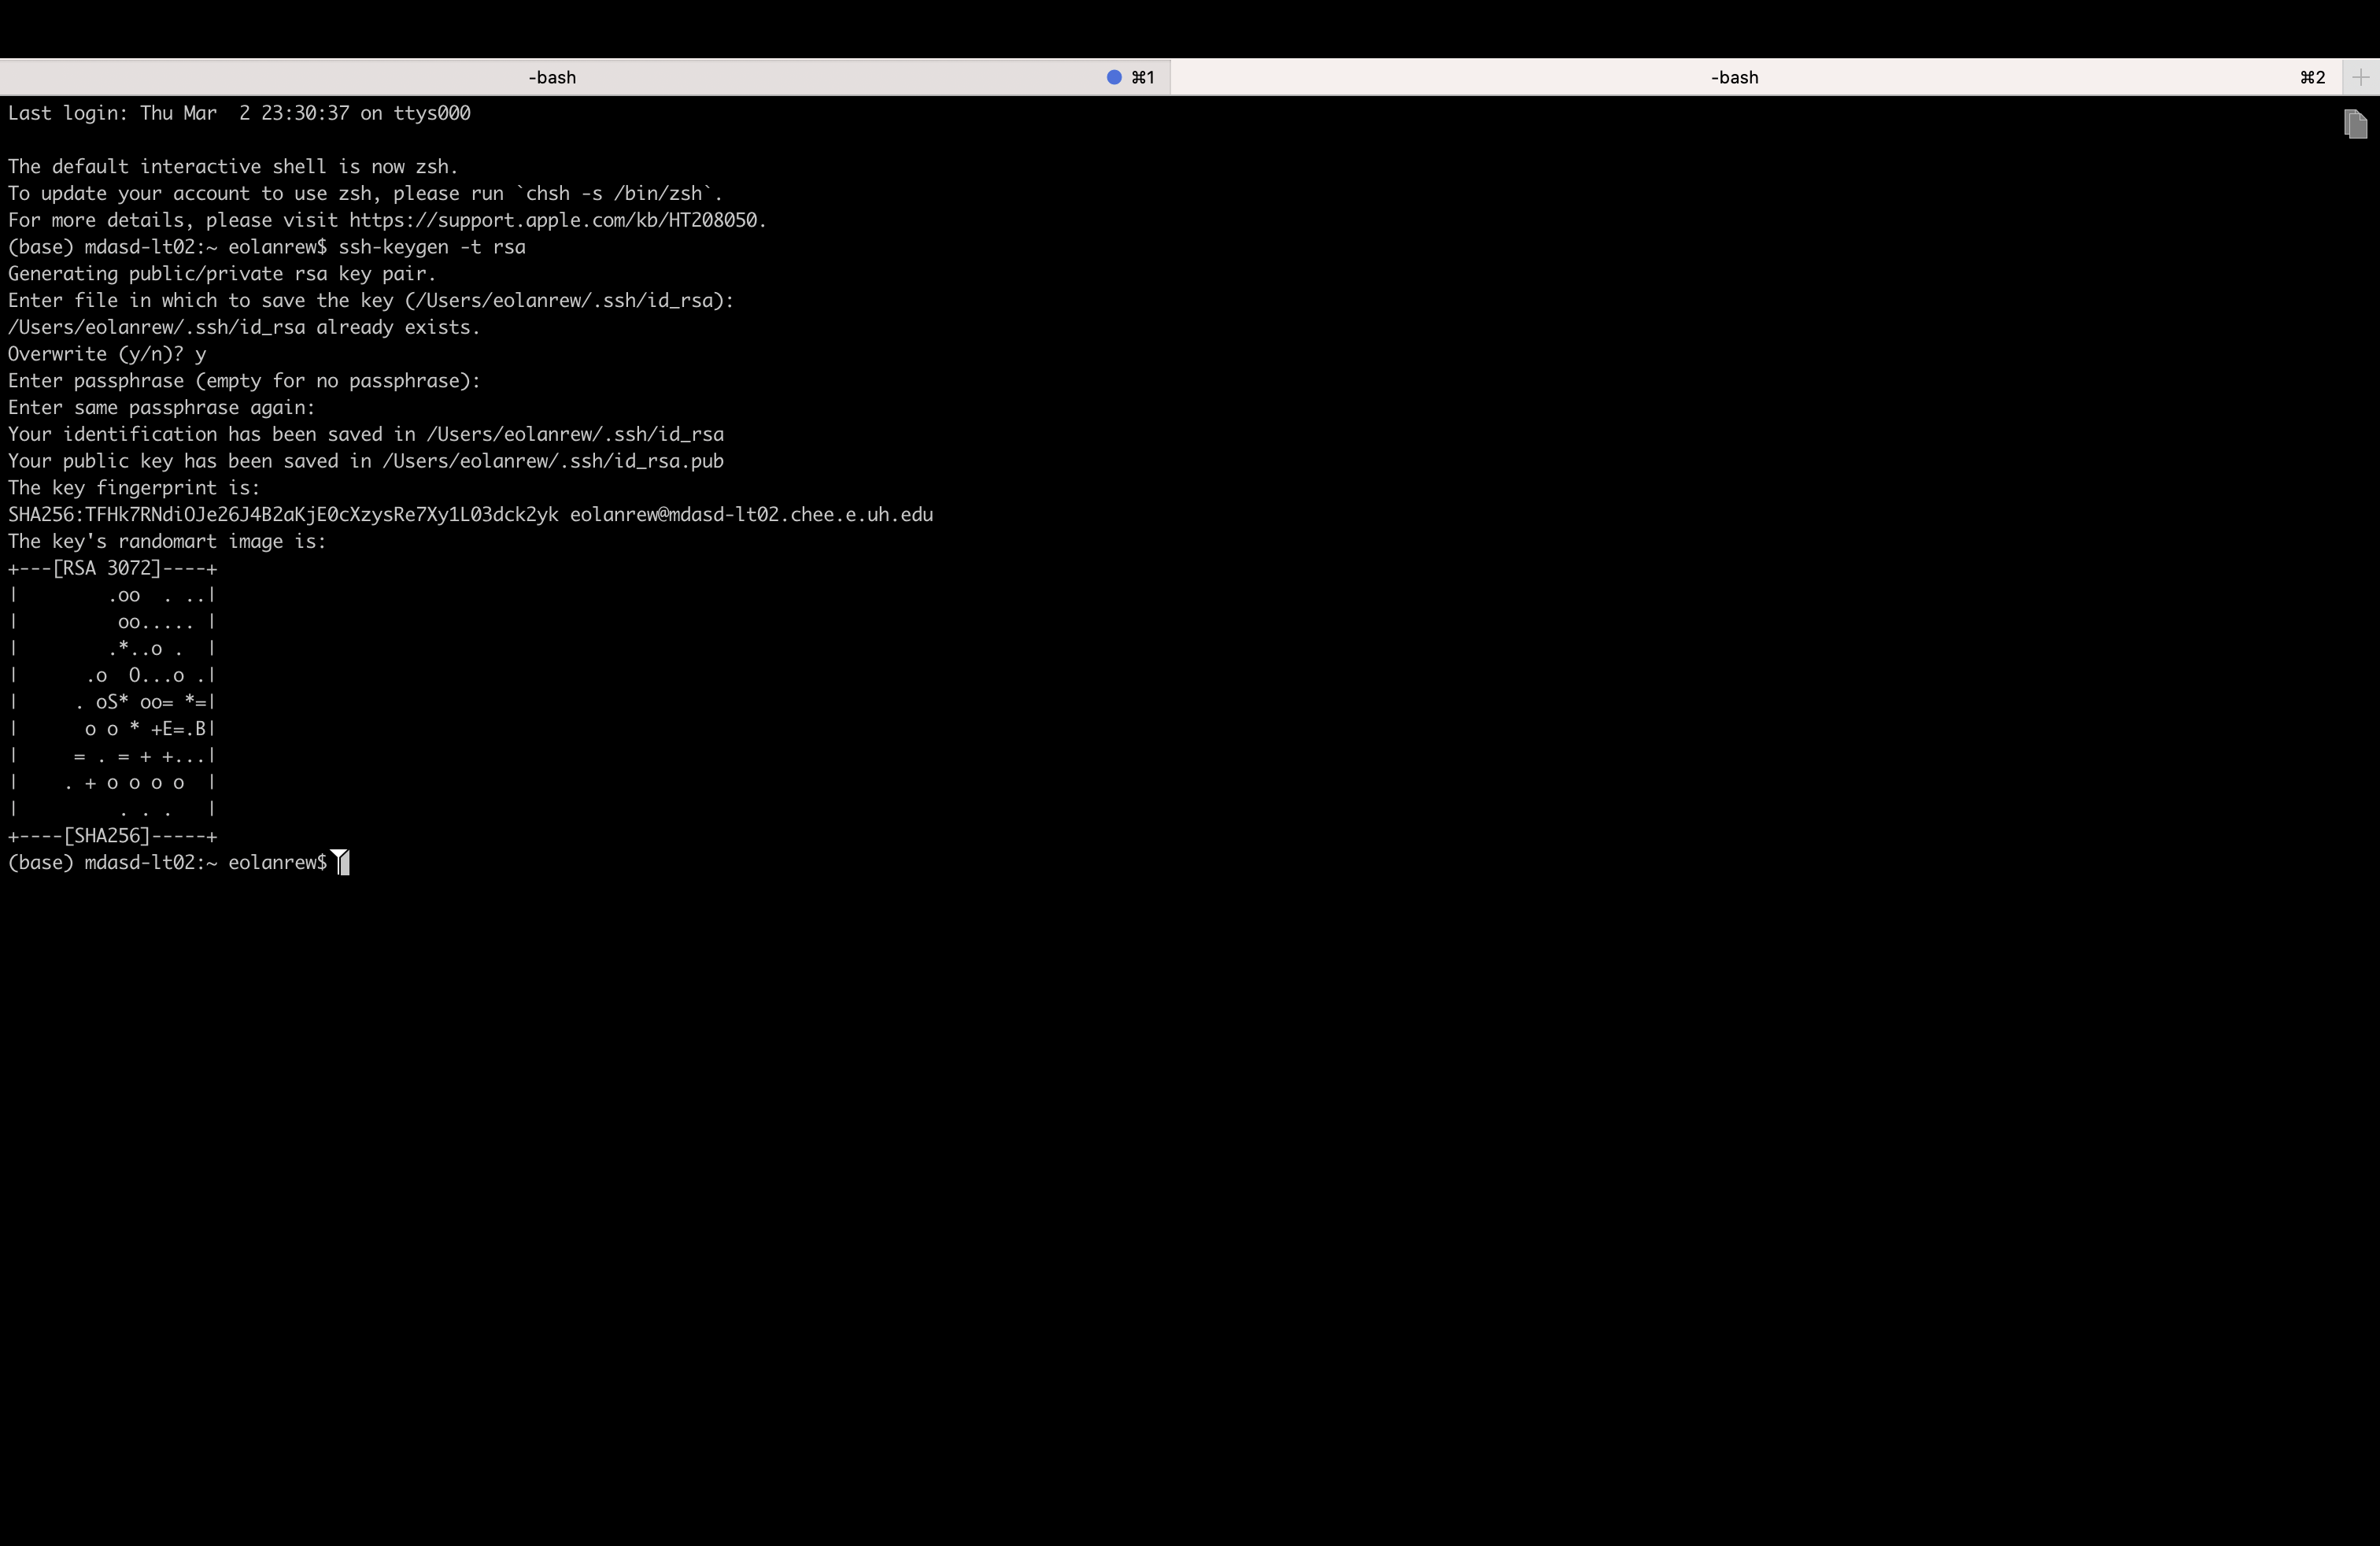 -bash ⌘1 -bash ⌘2 +
Last login: Thu Mar  2 23:30:37 on ttys000

The default interactive shell is now zsh.
To update your account to use zsh, please run `chsh -s /bin/zsh`.
For more details, please visit https://support.apple.com/kb/HT208050.
(base) mdasd-lt02:~ eolanrew$ ssh-keygen -t rsa
Generating public/private rsa key pair.
Enter file in which to save the key (/Users/eolanrew/.ssh/id_rsa):
/Users/eolanrew/.ssh/id_rsa already exists.
Overwrite (y/n)? y
Enter passphrase (empty for no passphrase):
Enter same passphrase again:
Your identification has been saved in /Users/eolanrew/.ssh/id_rsa
Your public key has been saved in /Users/eolanrew/.ssh/id_rsa.pub
The key fingerprint is:
SHA256:TFHk7RNdiOJe26J4B2aKjE0cXzysRe7Xy1L03dck2yk eolanrew@mdasd-lt02.chee.e.uh.edu
The key's randomart image is:
+---[RSA 3072]----+
|        .oo  . ..|
|         oo..... |
|        .*..o .  |
|      .o  O...o .|
|     . oS* oo= *=|
|      o o * +E=.B|
|     = . = + +...|
|    . + o o o o  |
|         . . .   |
+----[SHA256]-----+
(base) mdasd-lt02:~ eolanrew$